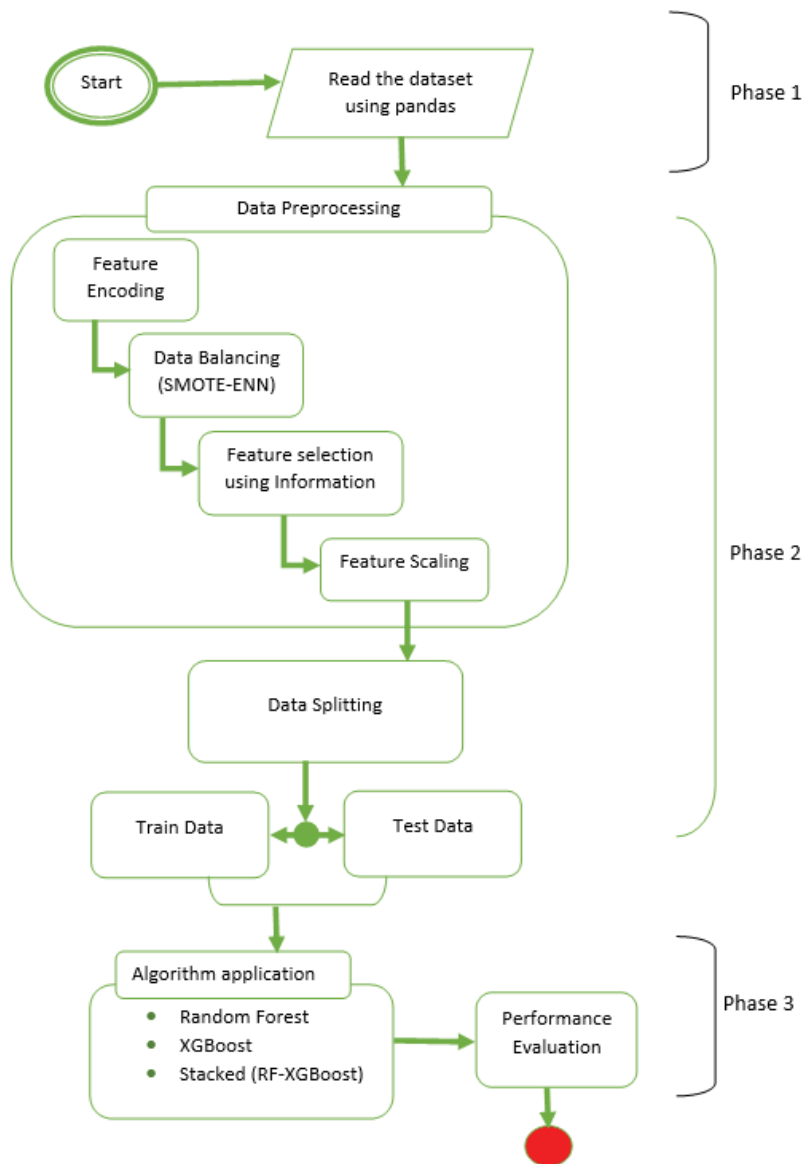 Start
Read the dataset
using pandas
Phase 1
Data Preprocessing
Feature
Encoding
Data Balancing
(SMOTE-ENN)
Feature selection
using Information
Feature Scaling
Phase 2
Data Splitting
Train Data
Test Data
Algorithm application
• Random Forest
• XGBoost
• Stacked (RF-XGBoost)
Performance
Evaluation
Phase 3